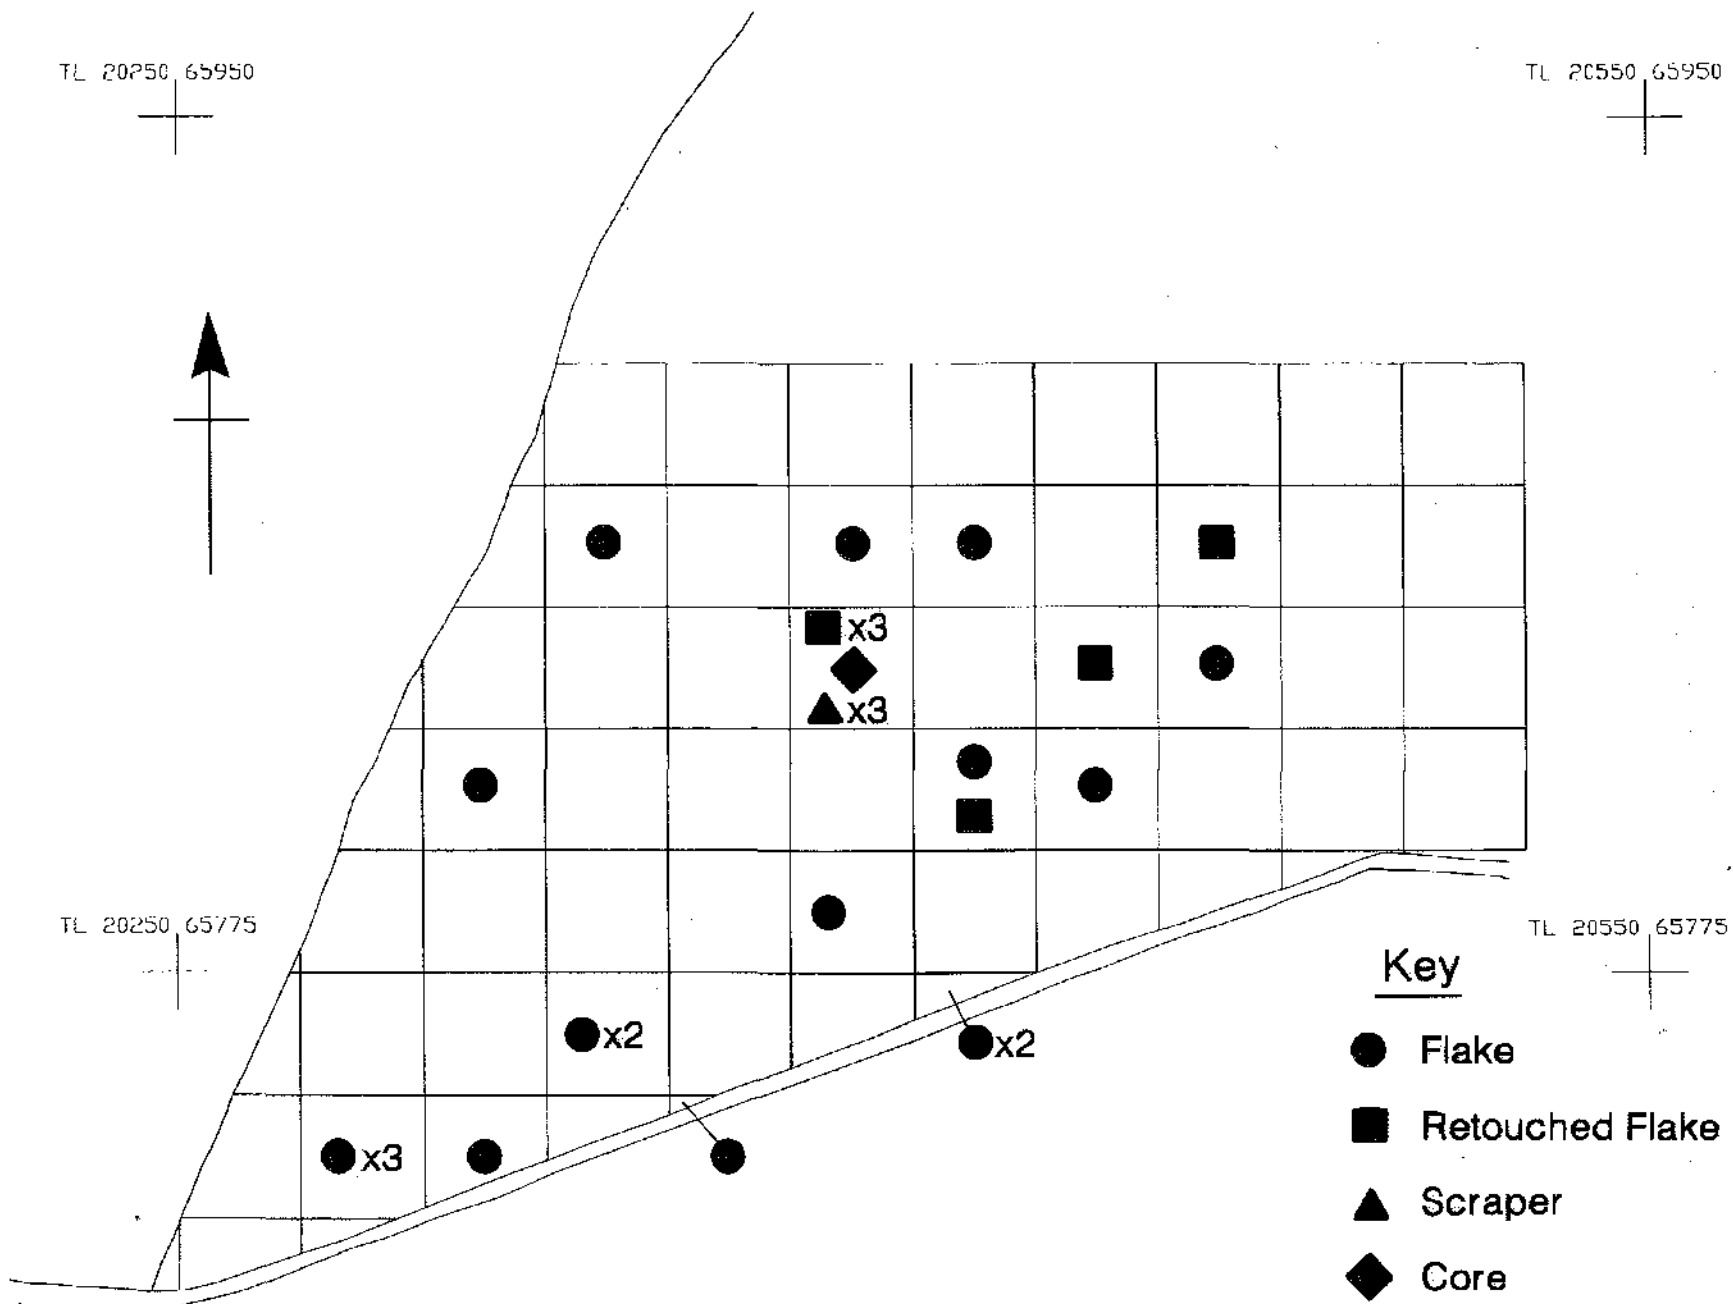 TL 20250 65950
TL 20550 65950
x3
x3
TL 20250 65775
TL 20550 65775
Key
x2
x2
Flake
Retouched Flake
x3
Scraper
Core